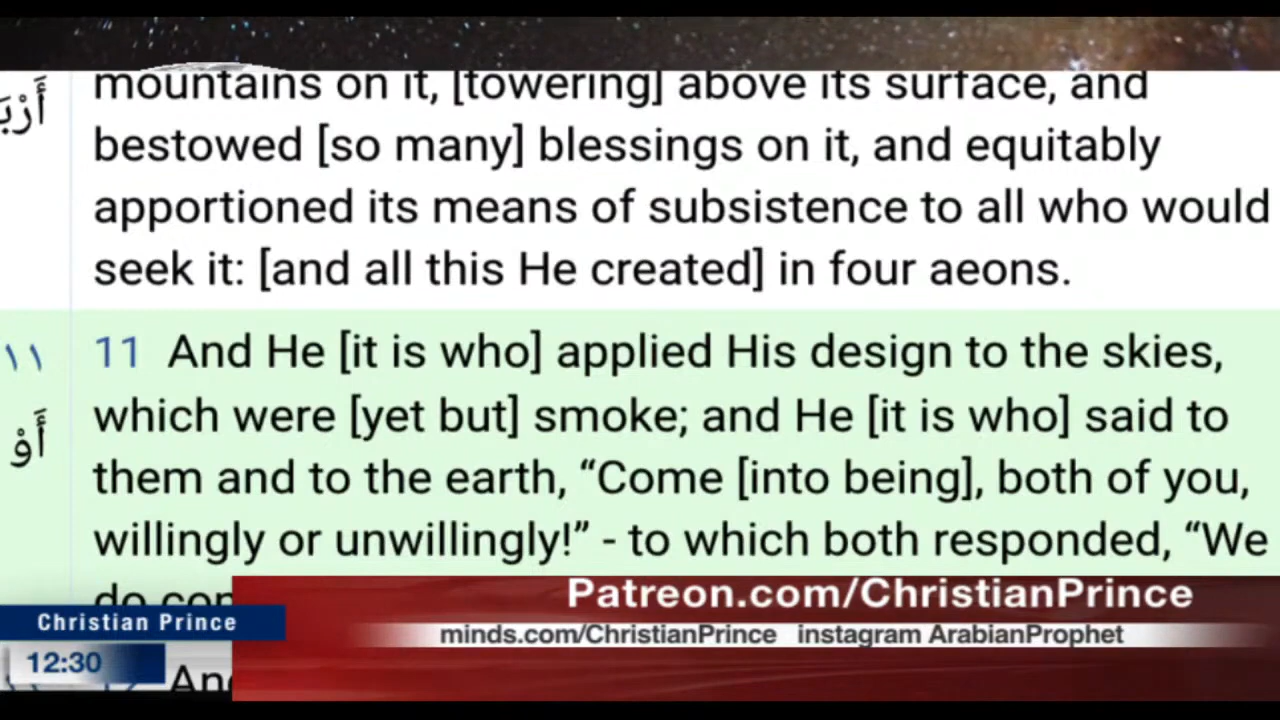 mountains on it, [towering] above its surface, and
bestowed [so many] blessings on it, and equitably
apportioned its means of subsistence to all who would
seek it: [and all this He created] in four aeons.
11 And He [it is who] applied His design to the skies,
which were [yet but] smoke; and He [it is who] said to
them and to the earth, “Come [into being], both of you,
willingly or unwillingly!” - to which both responded, “We
do
١١
أَوْ
Patreon.com/ChristianPrince
minds.com/ChristianPrince instagram ArabianProphet
Christian Prince
12:30